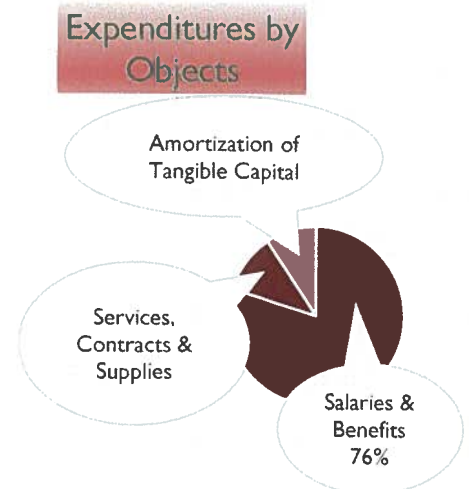 Expenditures by
Objects
Amortization of
Tangible Capital
Services,
Contracts &
Supplies
Salaries &
Benefits
76%